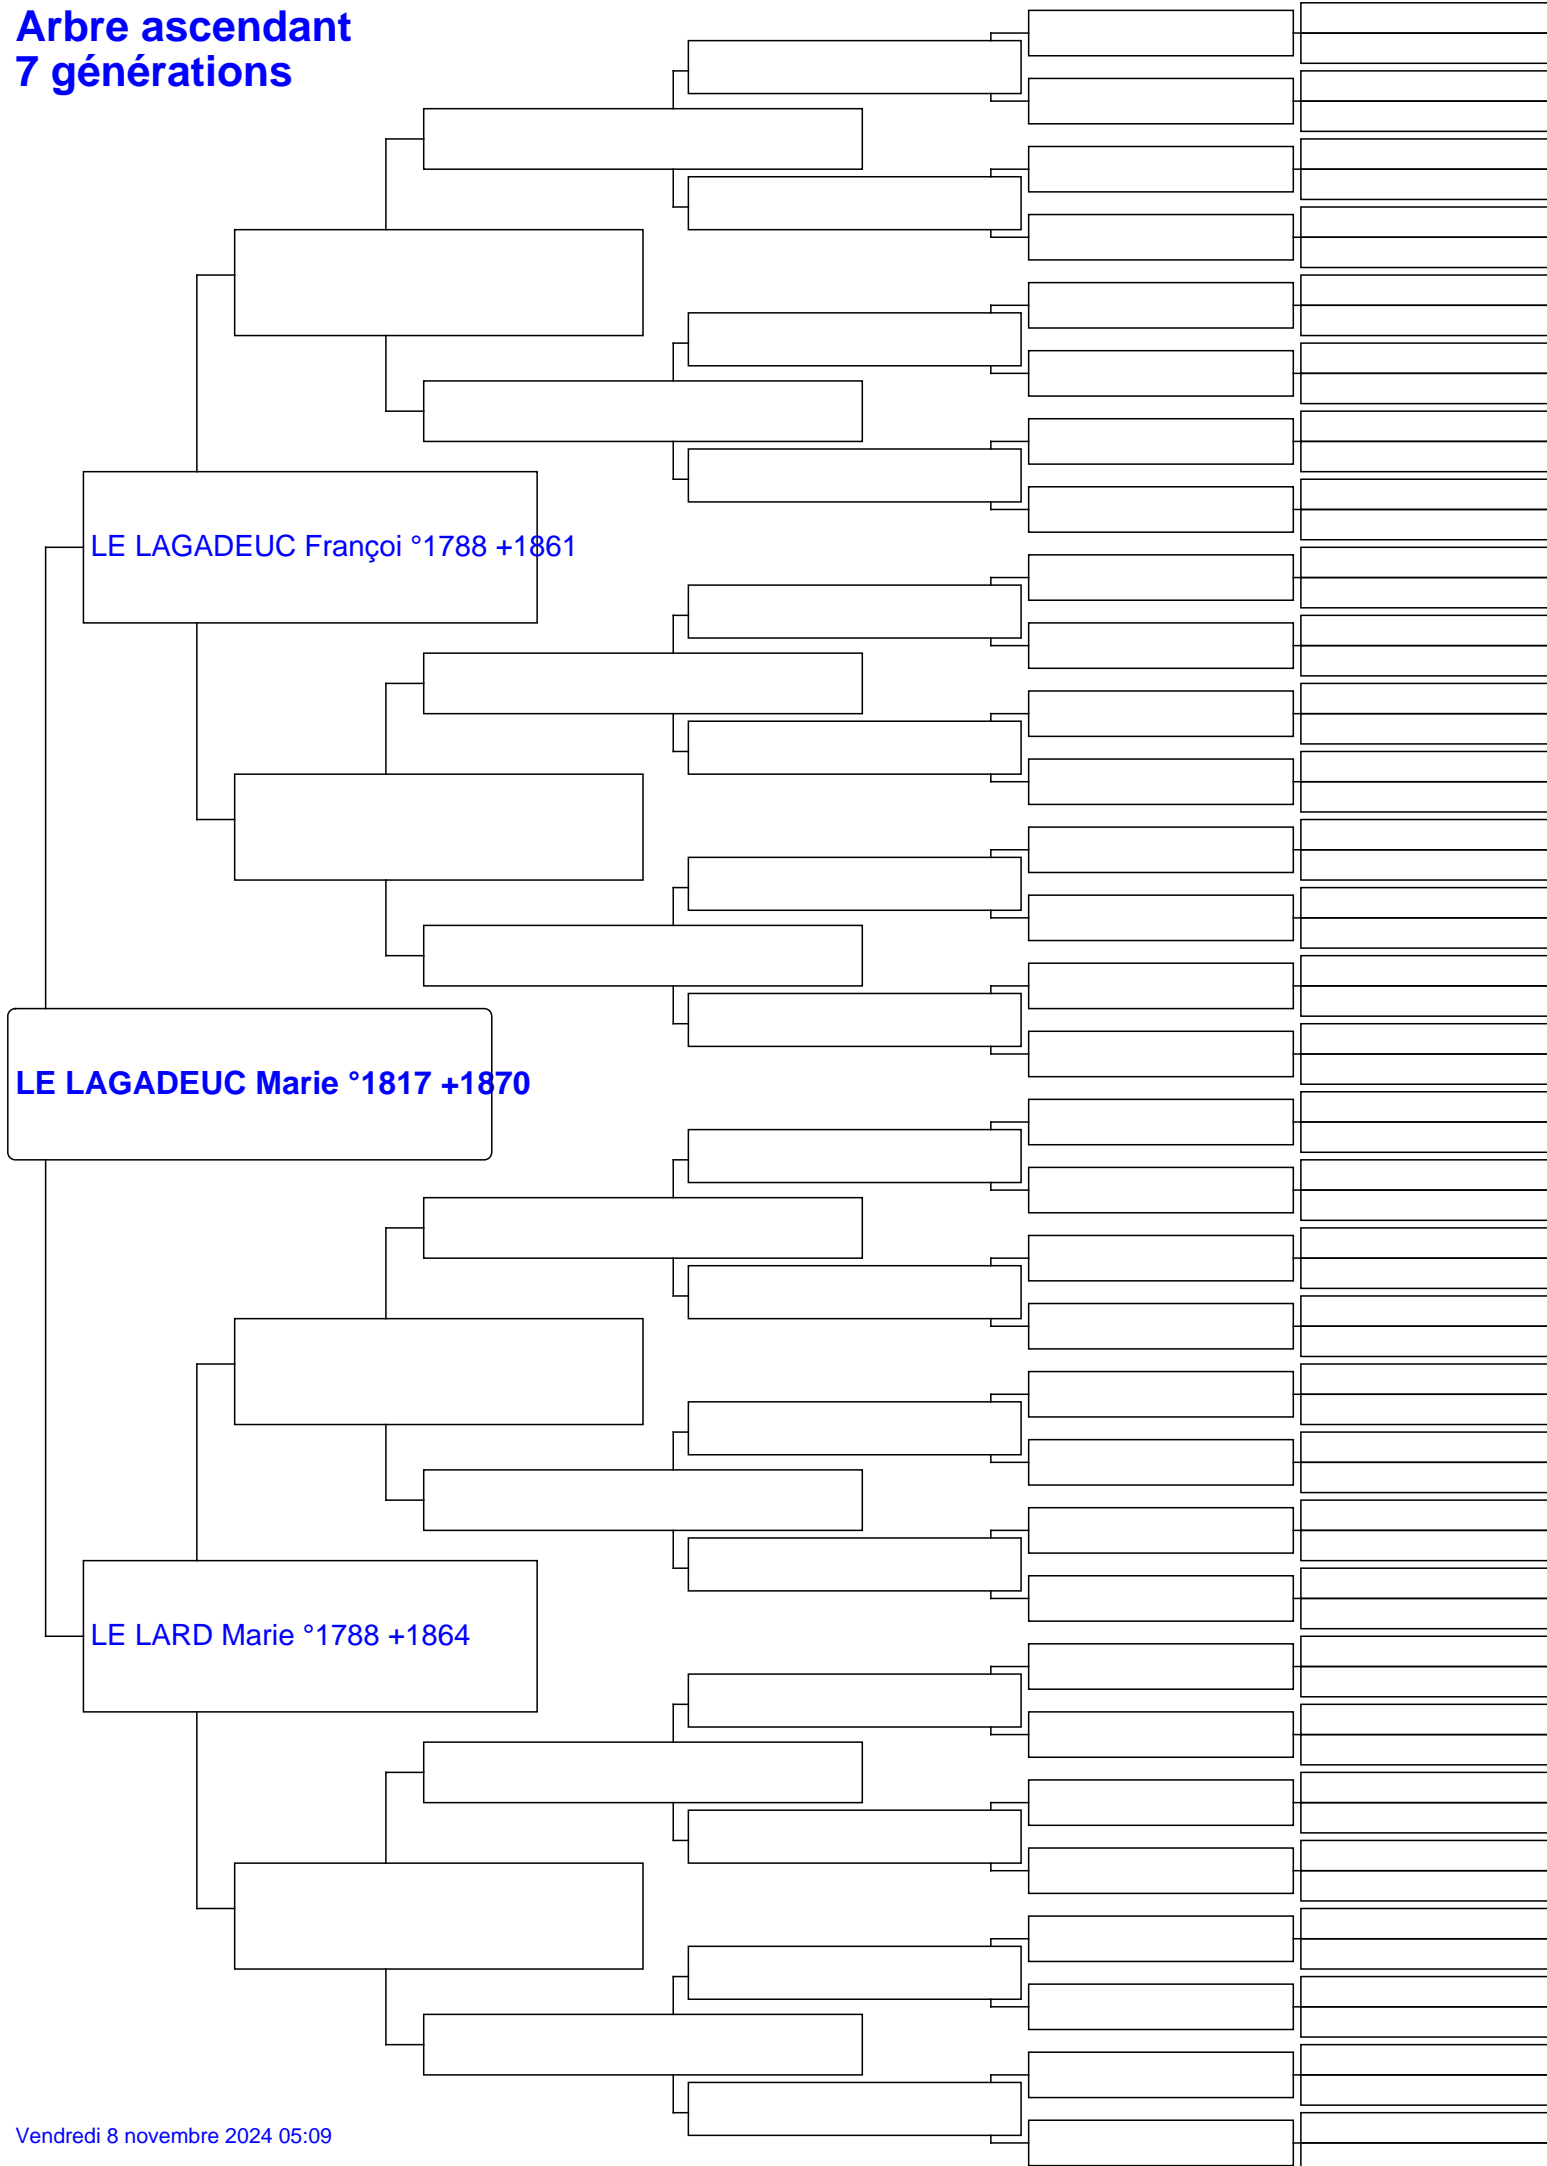 Arbre ascendant
7 générations
LE LAGADEUC Françoi °1788 +1861
LE LAGADEUC Marie °1817 +1870
LE LARD Marie °1788 +1864
Vendredi 8 novembre 2024 05:09